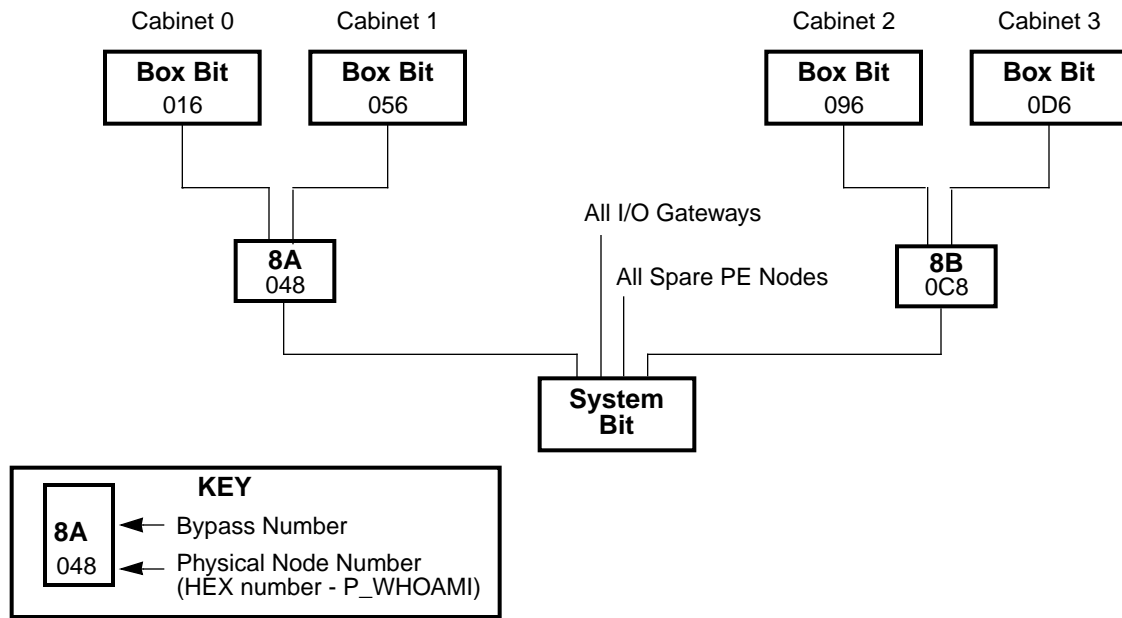 Cabinet 0
Cabinet 1
Cabinet 2
Cabinet 3
Box Bit
016
Box Bit
056
Box Bit
096
Box Bit
0D6
All I/O Gateways
8A
048
All Spare PE Nodes
8B
0C8
System
Bit
KEY
8A
Bypass Number
048
Physical Node Number
(HEX number - P_WHOAMI)